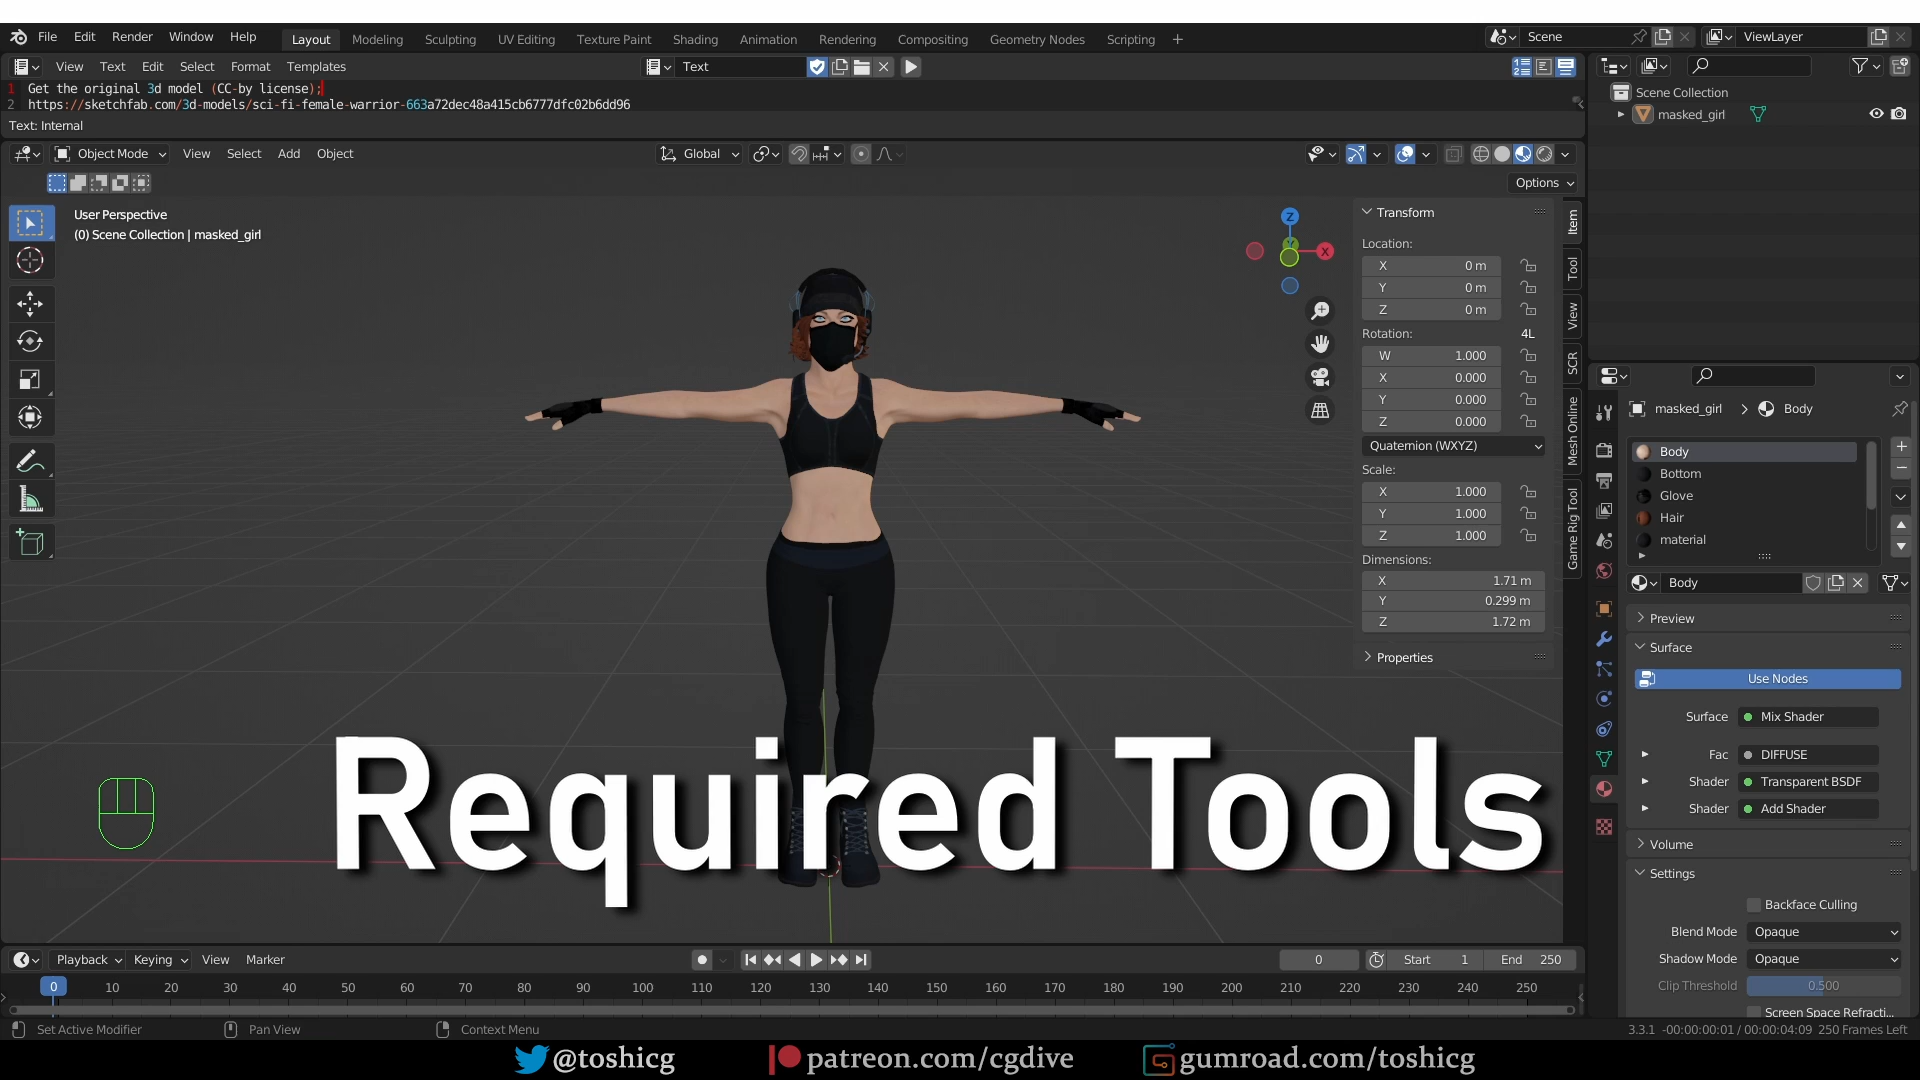 File Edit Render Window Help Layout Modeling Sculpting UV Editing Texture Paint Shading Animation Rendering Compositing Geometry Nodes Scripting + Scene ViewLayer
View Text Edit Select Format Templates Text
1 Get the original 3d model (CC-by license);
2 https://sketchfab.com/3d-models/sci-fi-female-warrior-663a72dec48a415cb6777dfc02b6dd96
Text: Internal
Scene Collection
masked_girl
Object Mode View Select Add Object Global
Options
User Perspective
(0) Scene Collection | masked_girl
Z
Y
X
Transform
Location:
X 0 m
Y 0 m
Z 0 m
Rotation: 4L
W 1.000
X 0.000
Y 0.000
Z 0.000
Quaternion (WXYZ)
Scale:
X 1.000
Y 1.000
Z 1.000
Dimensions:
X 1.71 m
Y 0.299 m
Z 1.72 m
Properties
Item
Tool
View
SCR
Mesh Online
Game Rig Tool
masked_girl > Body
Body
Bottom
Glove
Hair
material
Body
Preview
Surface
Use Nodes
Surface Mix Shader
Fac DIFFUSE
Shader Transparent BSDF
Shader Add Shader
Volume
Settings
Backface Culling
Blend Mode Opaque
Shadow Mode Opaque
Clip Threshold 0.500
Screen Space Refracti...
Required Tools
Playback Keying View Marker 0 Start 1 End 250
0 10 20 30 40 50 60 70 80 90 100 110 120 130 140 150 160 170 180 190 200 210 220 230 240 250
Set Active Modifier Pan View Context Menu 3.3.1 -00:00:00:01 / 00:00:04:09 250 Frames Left
@toshicg patreon.com/cgdive gumroad.com/toshicg